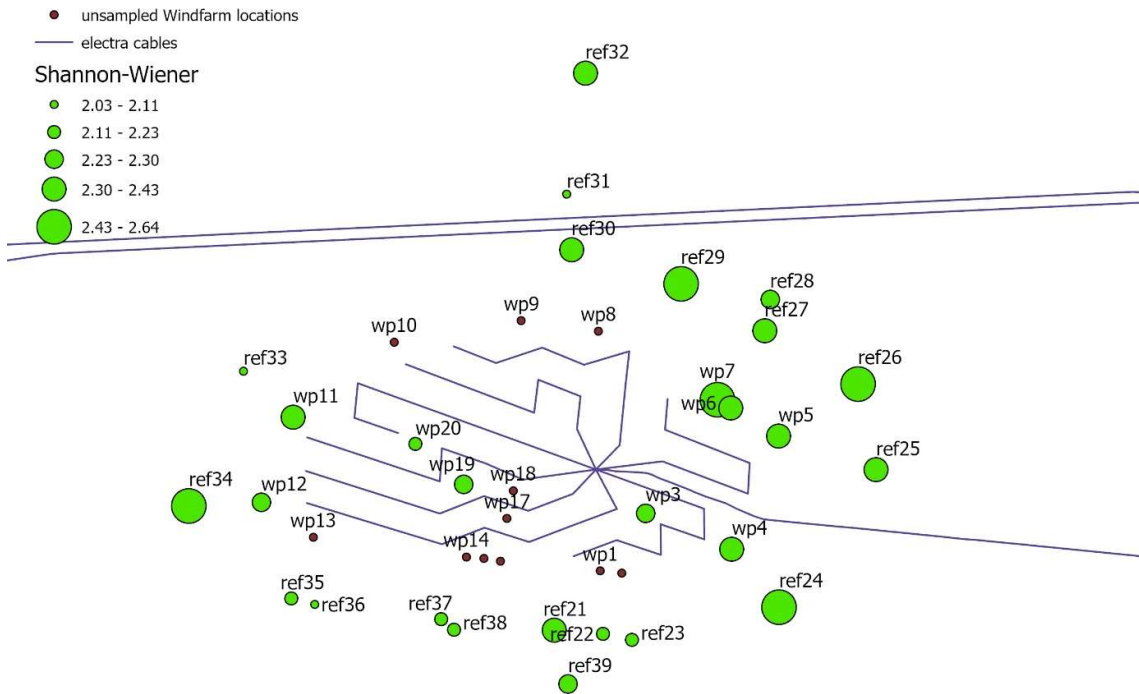 unsampled Windfarm locations
electra cables
Shannon-Wiener
2.03 - 2.11
2.11 - 2.23
2.23 - 2.30
2.30 - 2.43
2.43 - 2.64
ref32
ref31
ref30
ref29
ref28
ref27
wp9
wp8
wp10
ref33
wp7
ref26
wp6
wp11
wp5
wp20
ref25
wp19
wp18
ref34
wp12
wp17
wp3
wp13
wp14
wp1
wp4
ref35
ref36
ref24
ref37
ref38
ref21
ref22
ref23
ref39